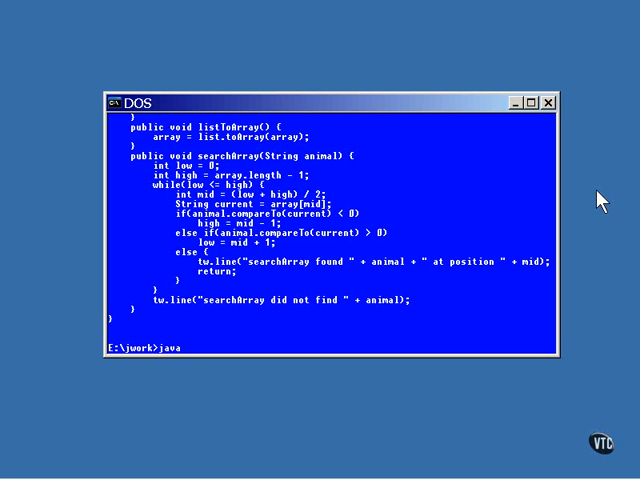 DOS
}
public void listToArray() {
array = list.toArray(array);
}
public void searchArray(String animal) {
int low = 0;
int high = array.length - 1;
while(low <= high) {
int mid = (low + high) / 2;
String current = array[mid];
if(animal.compareTo(current) < 0)
high = mid - 1;
else if(animal.compareTo(current) > 0)
low = mid + 1;
else {
tw.line("searchArray found " + animal + " at position " + mid);
return;
}
}
tw.line("searchArray did not find " + animal);
}
}
E:\jwork>java
VTC